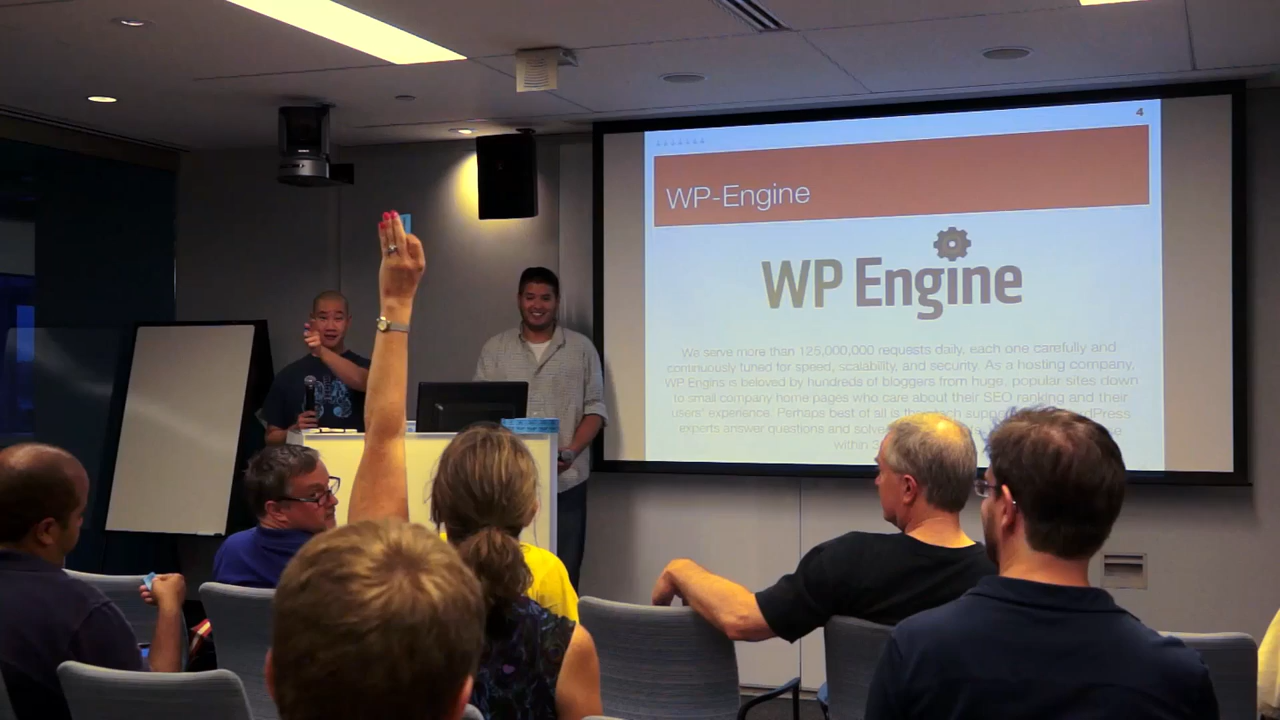 4
WP-Engine
WP Engine
We serve more than 125,000,000 requests daily, each one carefully and
continuously tuned for speed, scalability, and security. As a hosting company,
WP Engine is beloved by hundreds of bloggers from huge, popular sites down
to small company home pages who care about their SEO ranking and their
users' experience. Perhaps best of all is
experts answer questions and
within